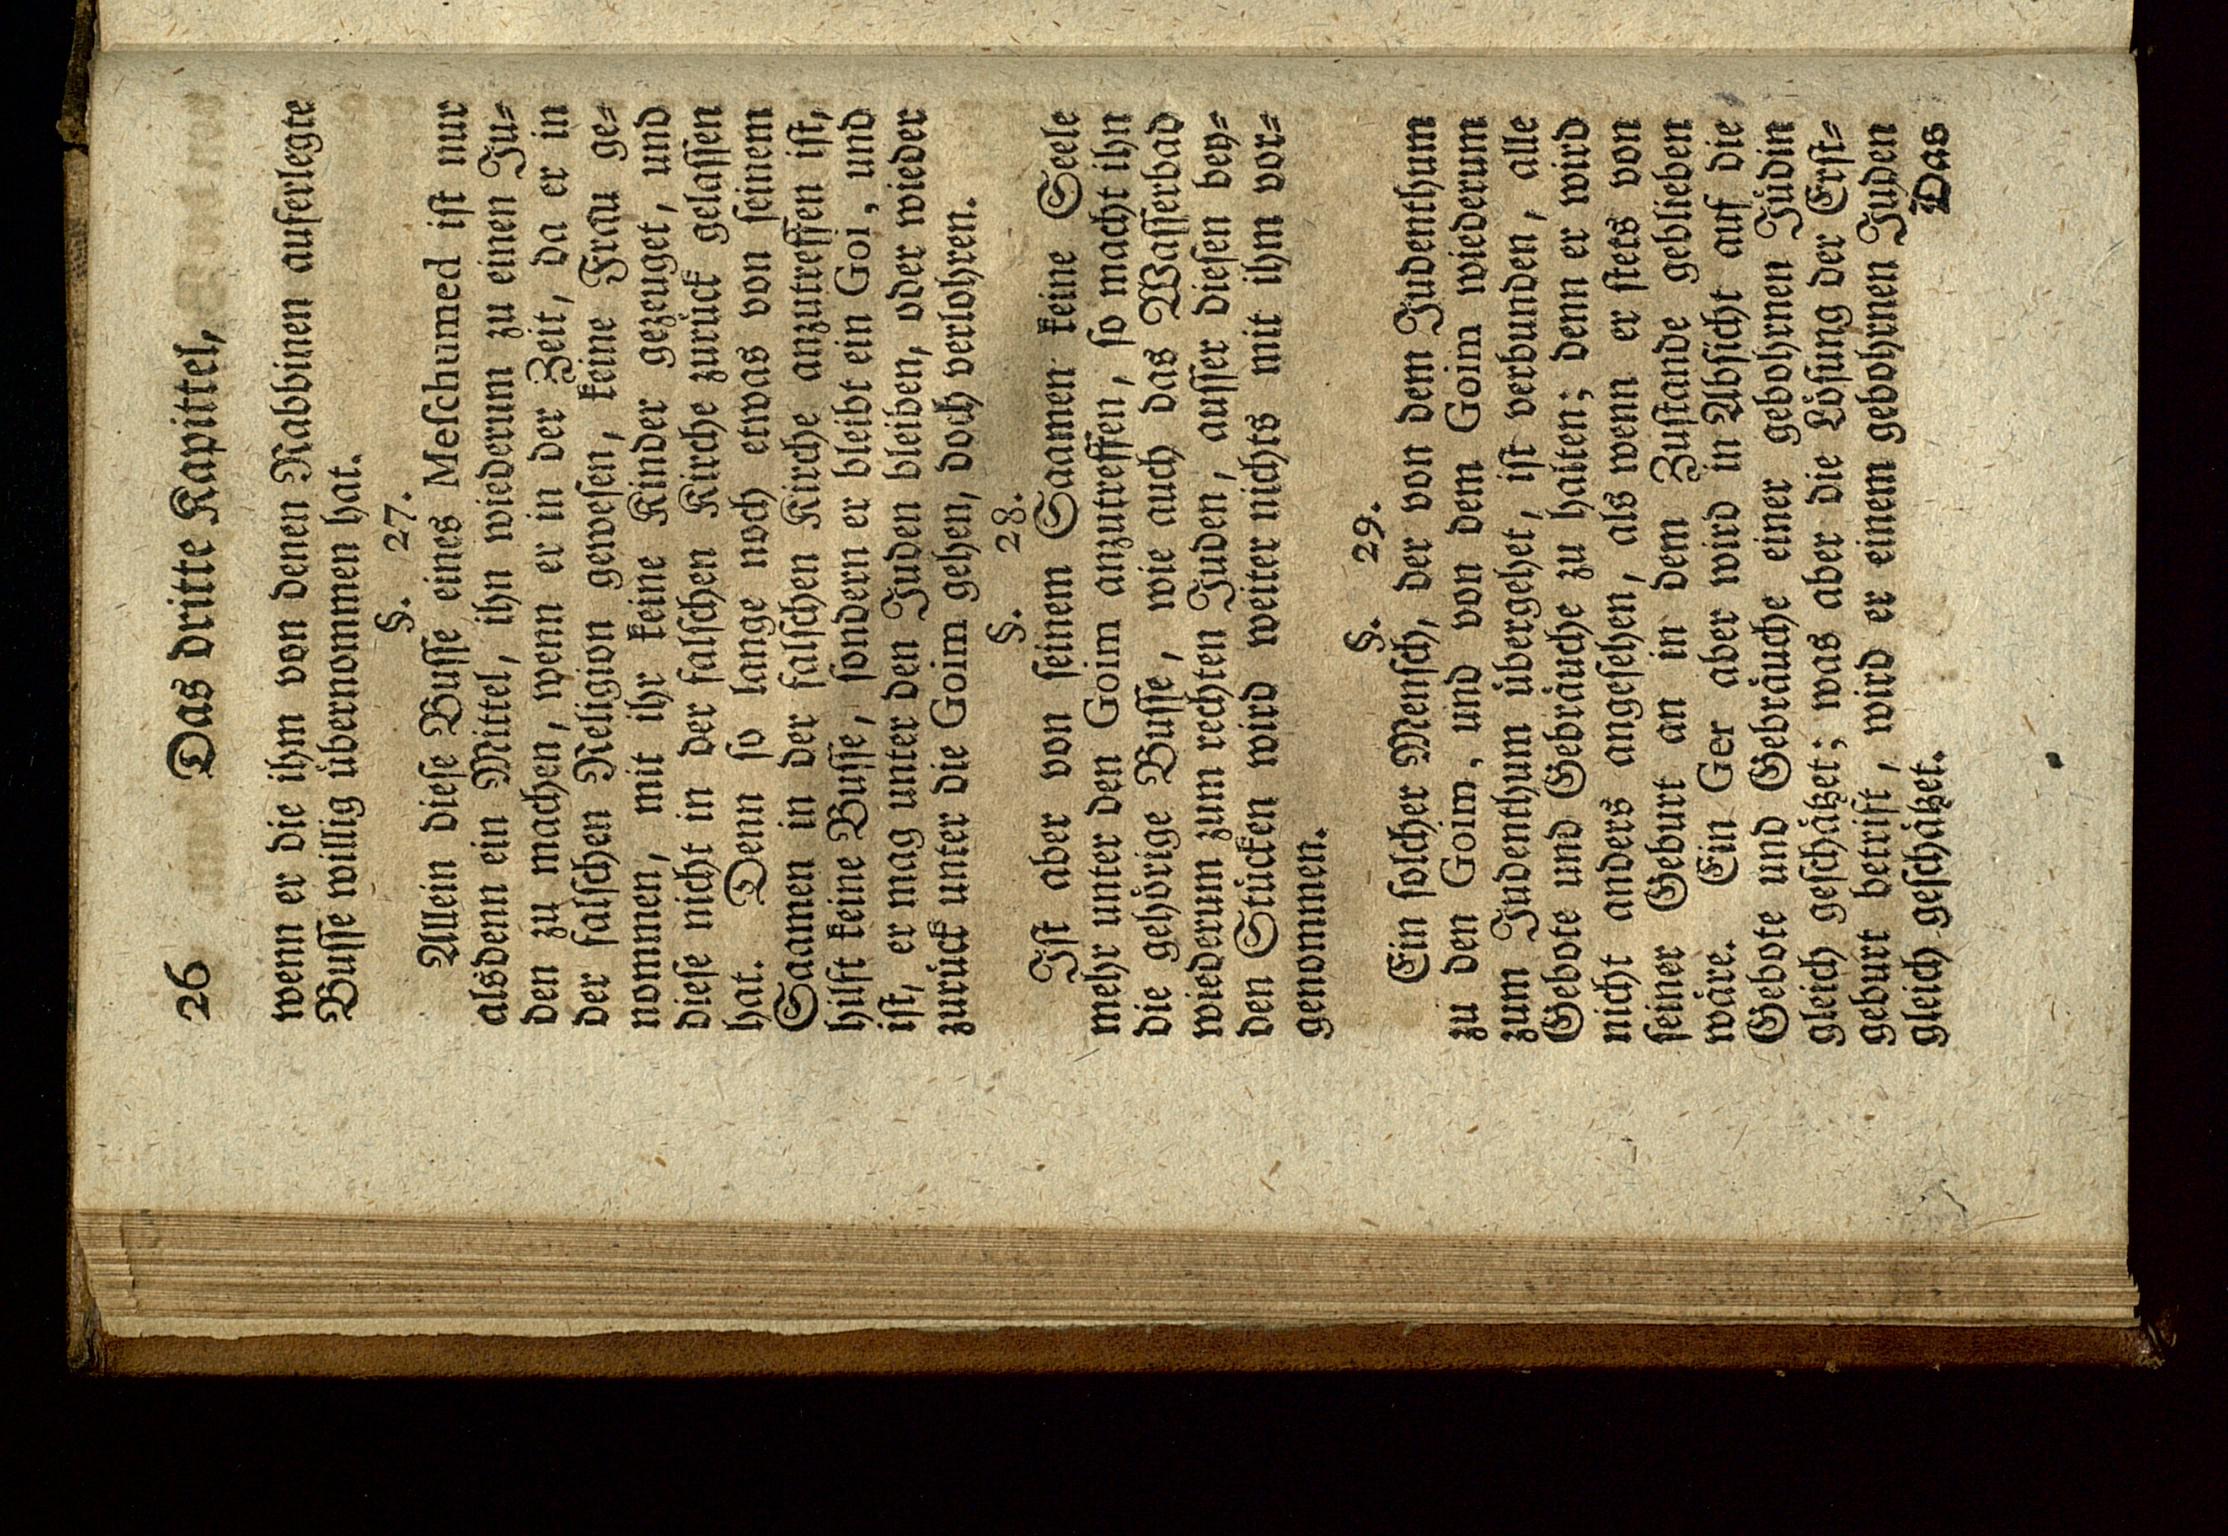 26 Das dritte Kapittel,
wenn er die ihm von denen Rabbinen auferlegte
Busse willig übernommen hat.
§. 27.
Allein diese Busse eines Meschumed ist nur
alsdenn ein Mittel, ihn wiederum zu einen Ju⸗
den zu machen, wenn er in der Zeit, da er in
der falschen Religion gewesen, keine Frau ge⸗
nommen, mit ihr keine Kinder gezeuget, und
diese nicht in der falschen Kirche zurück gelassen
hat. Denn so lange noch etwas von seinem
Saamen in der falschen Kirche anzutreffen ist,
hilft keine Busse, sondern er bleibt ein Goi, und
ist, er mag unter den Juden bleiben, oder wieder
zurück unter die Goim gehen, doch verlohren.
§. 28.
Ist aber von seinem Saamen keine Seele
mehr unter den Goim anzutreffen, so macht ihn
die gehörige Busse, wie auch das Wasserbad
wiederum zum rechten Juden, ausser diesen bey⸗
den Stücken wird weiter nichts mit ihm vor⸗
genommen.
§. 29.
Ein solcher Mensch, der von dem Judenthum
zu den Goim, und von dem Goim wiederum
zum Judenthum übergehet, ist verbunden, alle
Gebote und Gebräuche zu halten; denn er wird
nicht anders angesehen, als wenn er stets von
seiner Geburt an in dem Zustande geblieben
wäre. Ein Ger aber wird in Absicht auf die
Gebote und Gebräuche einer gebohrnen Jüdin
gleich geschätzet; was aber die Lösung der Erst⸗
geburt betrift, wird er einem gebohrnen Juden
gleich geschätzet.
Das